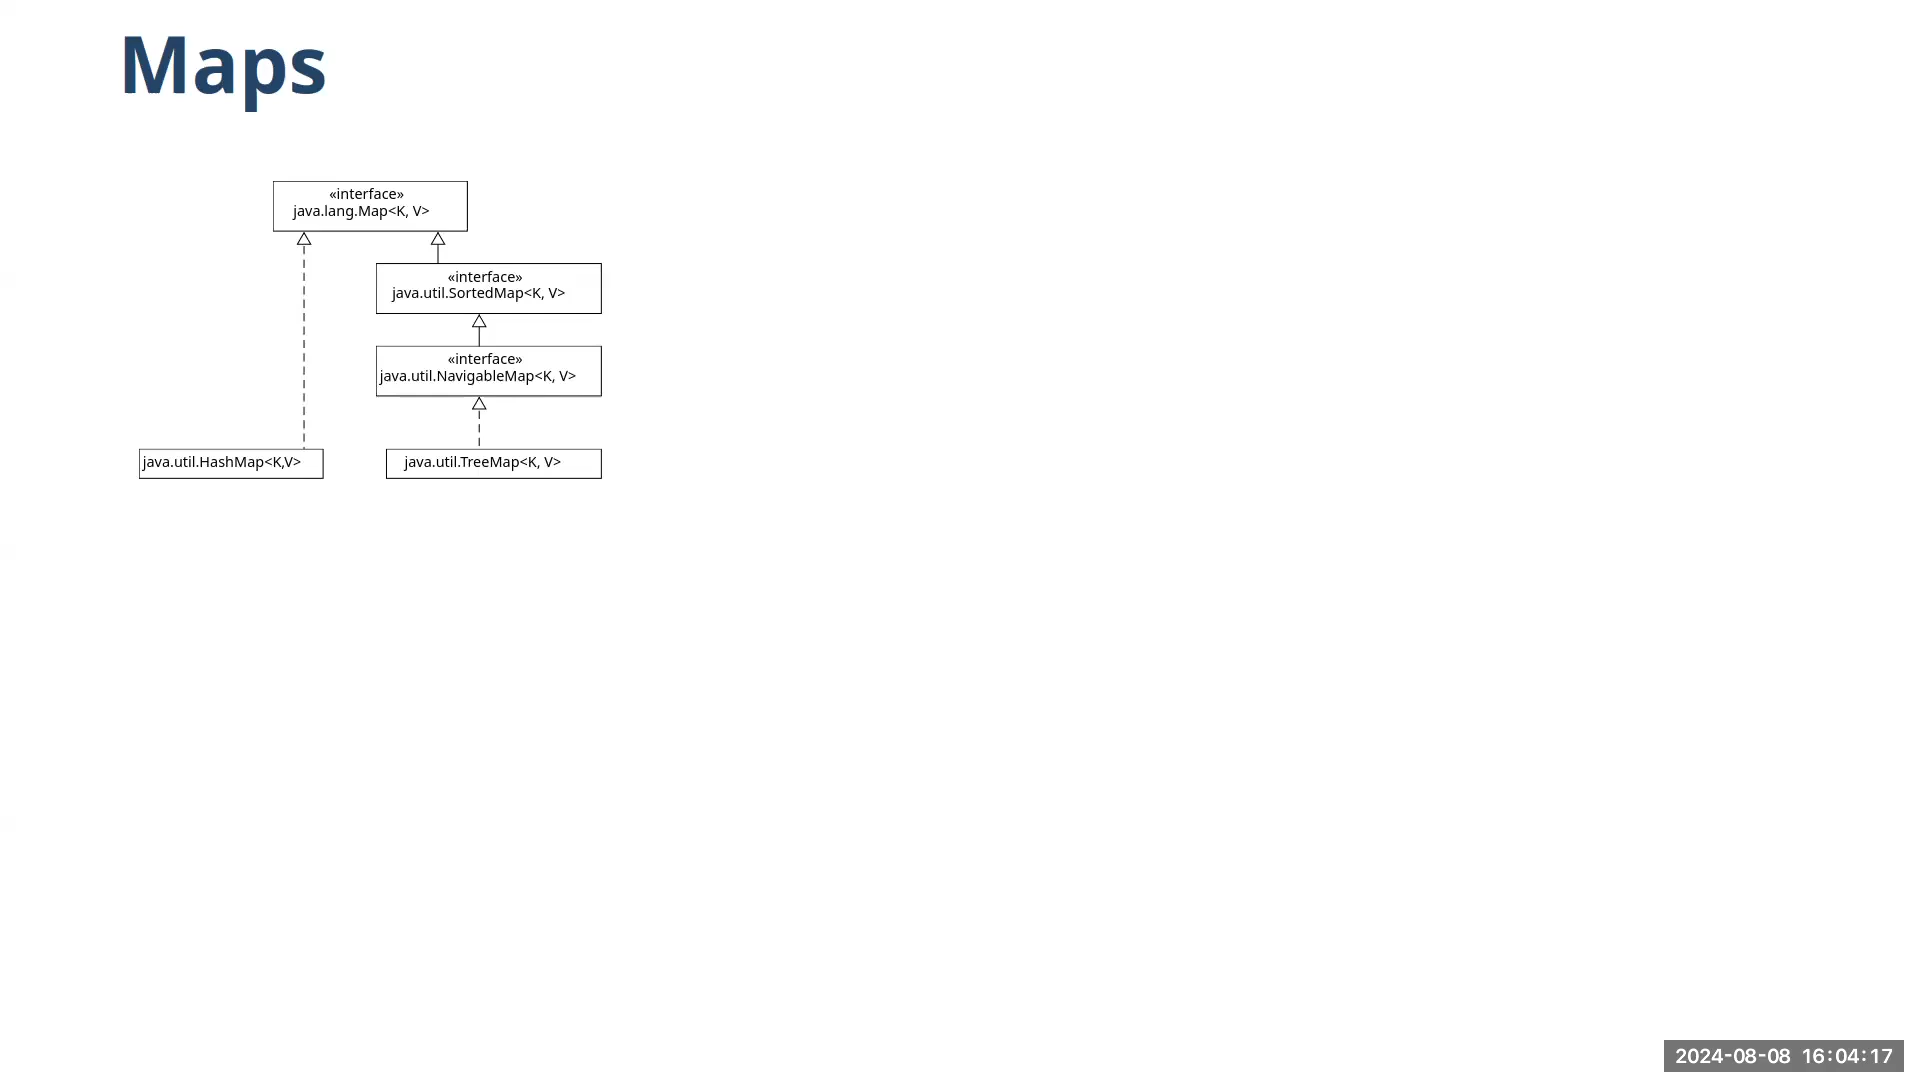 Maps
«interface»
java.lang.Map<K, V>
«interface»
java.util.SortedMap<K, V>
«interface»
java.util.NavigableMap<K, V>
java.util.HashMap<K,V>
java.util.TreeMap<K, V>
2024-08-08 16:04:17